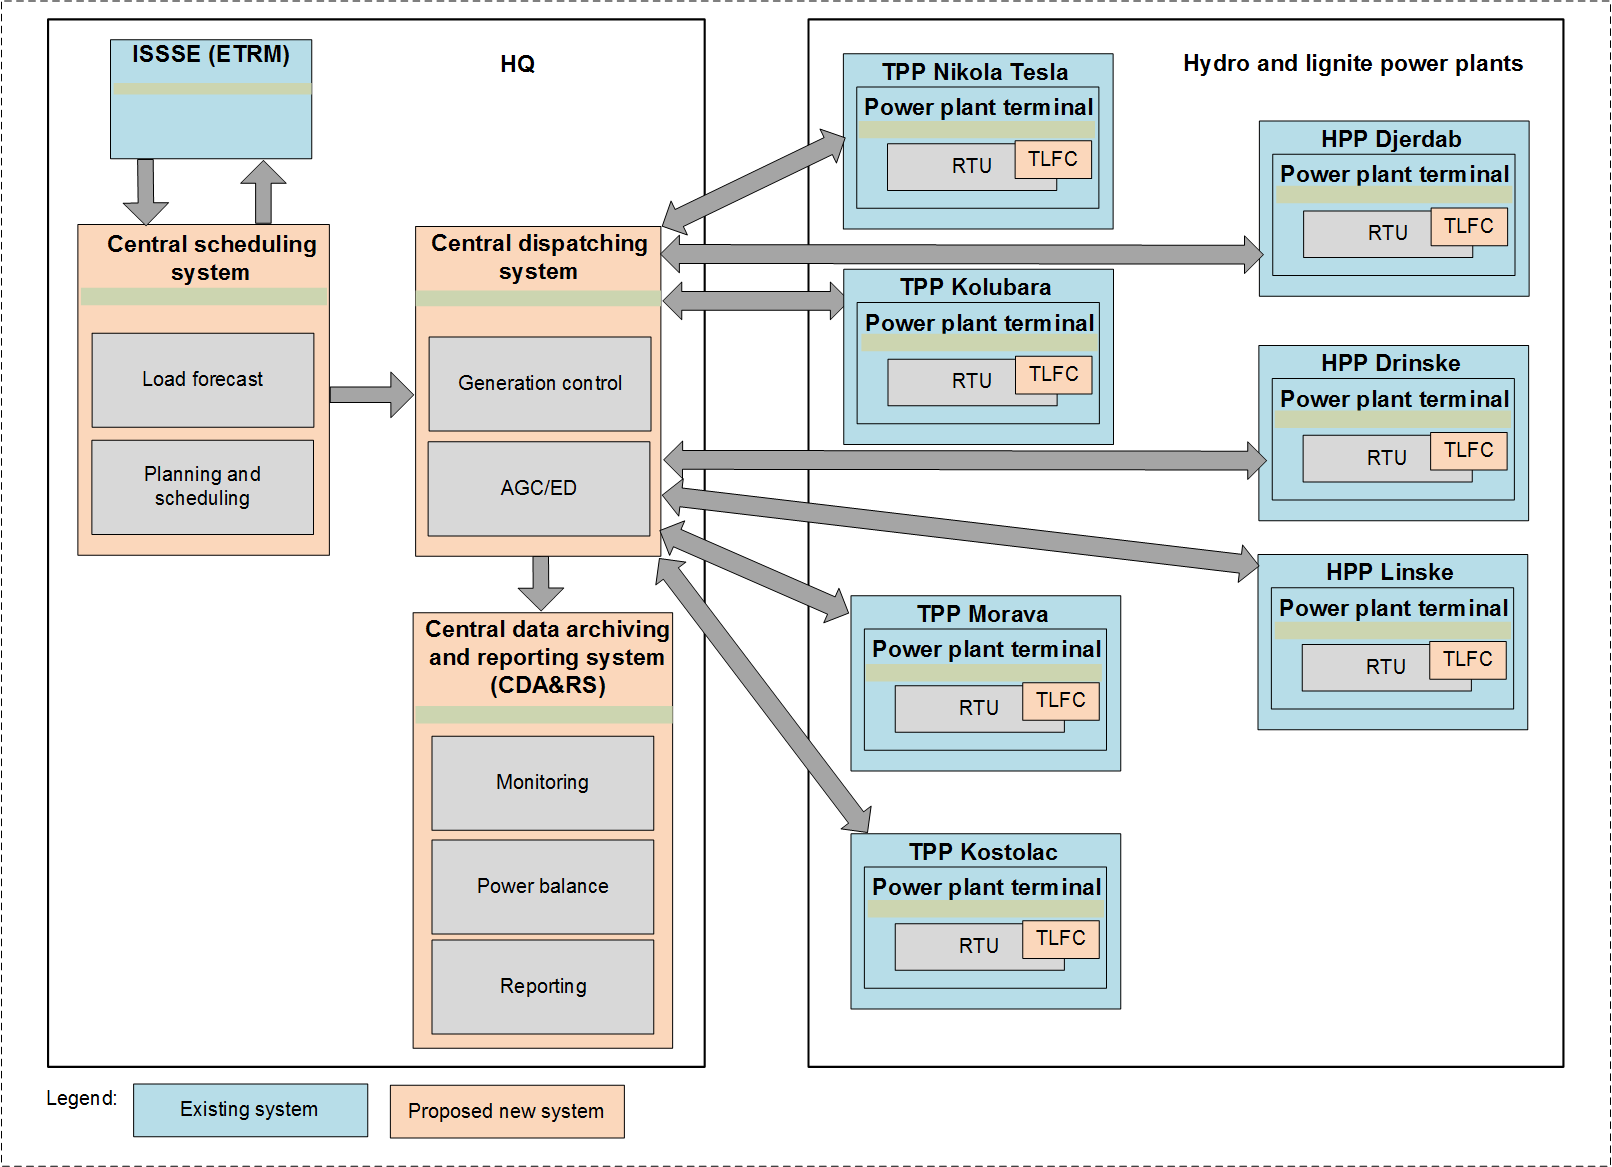 ISSSE (ETRM)
HQ
Central scheduling
system
Load forecast
Planning and
scheduling
Central dispatching
system
Generation control
AGC/ED
Central data archiving
and reporting system
(CDA&RS)
Monitoring
Power balance
Reporting
Hydro and lignite power plants
TPP Nikola Tesla
Power plant terminal
RTU
TLFC
HPP Djerdab
Power plant terminal
RTU
TLFC
TPP Kolubara
Power plant terminal
RTU
TLFC
HPP Drinske
Power plant terminal
RTU
TLFC
HPP Linske
Power plant terminal
RTU
TLFC
TPP Morava
Power plant terminal
RTU
TLFC
TPP Kostolac
Power plant terminal
RTU
TLFC
Legend:
Existing system
Proposed new system